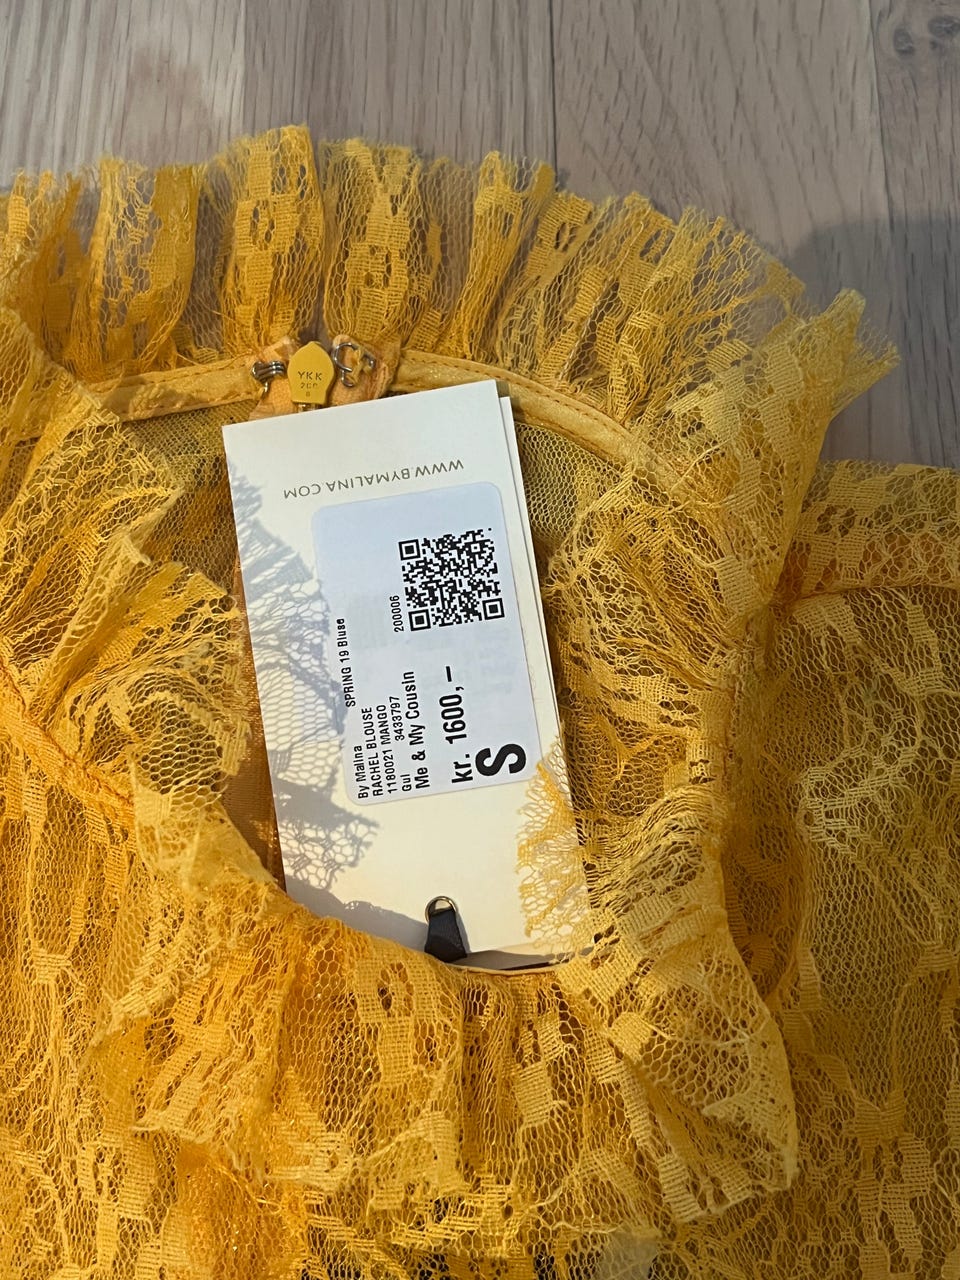 YKK
WWW.BYMALINA.COM
By Malina SPRING 19 Bluse
RACHEL BLOUSE
1180021 MANGO
Gul 3433797 200006
Me & My Cousin
kr. 1600,–
S